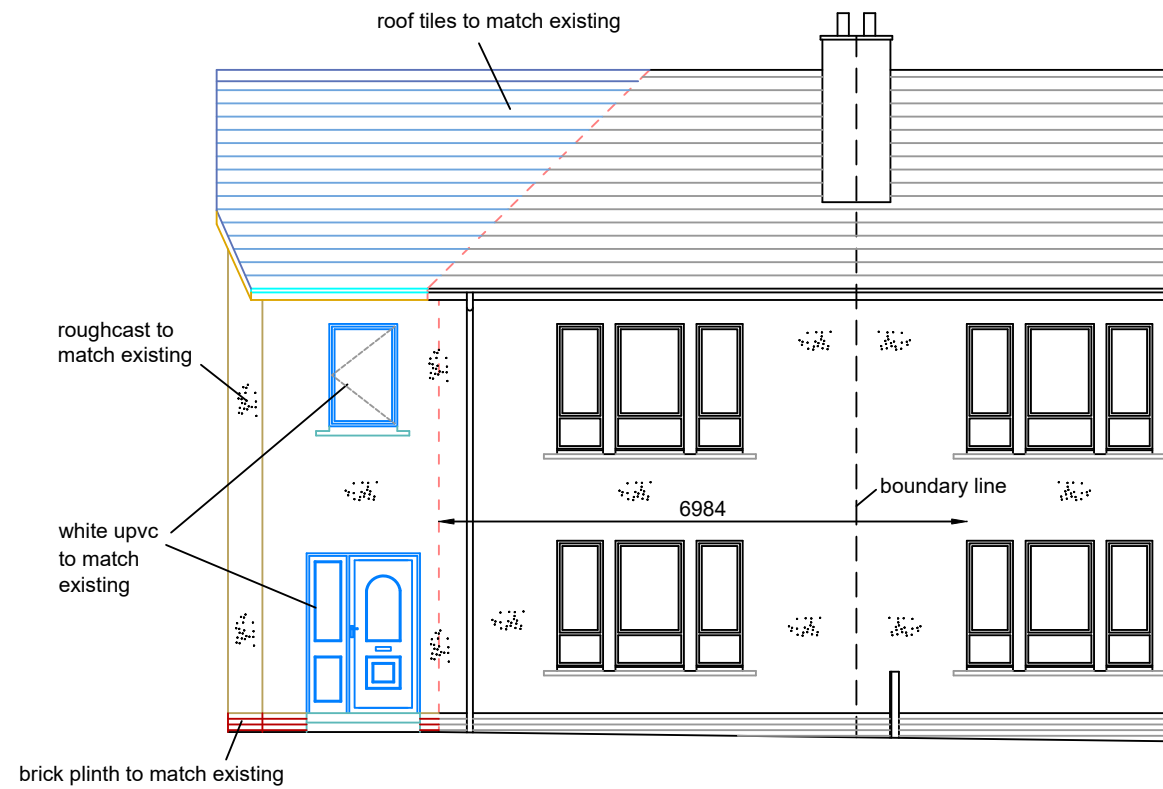 roof tiles to match existing
roughcast to
match existing
boundary line
6984
white upvc
to match
existing
brick plinth to match existing